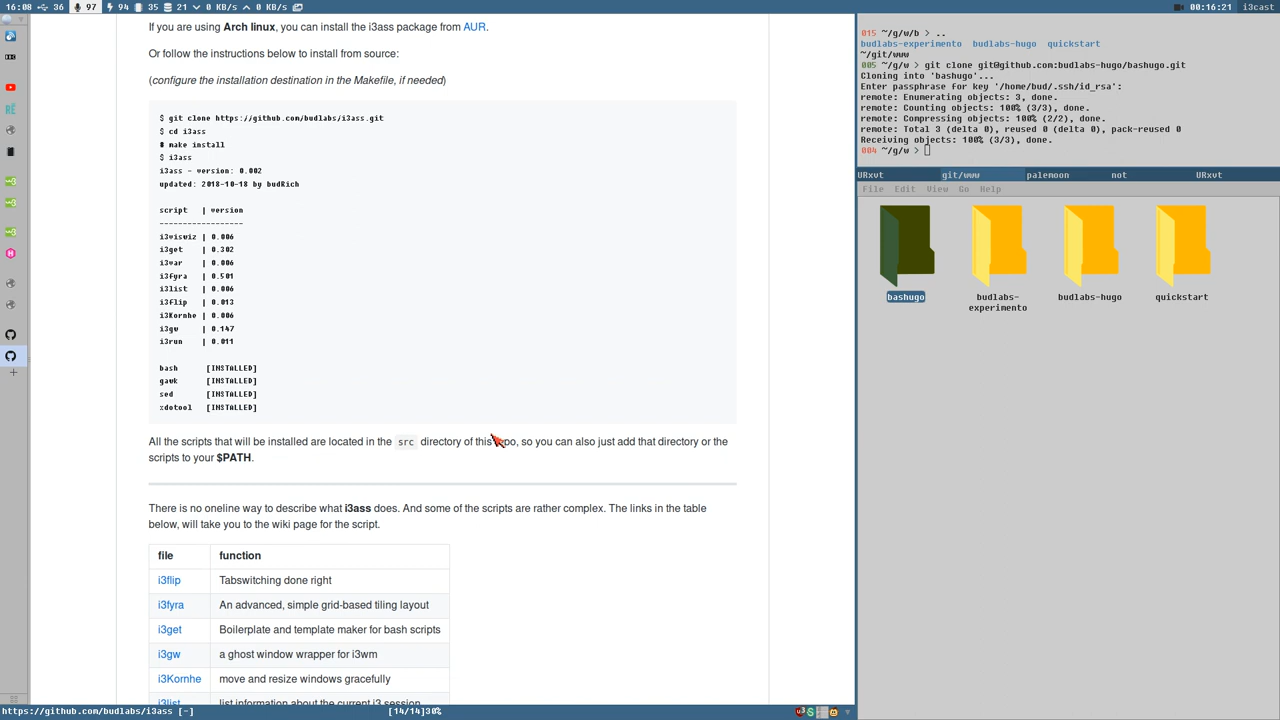 16:08 36 97 94 35 21 0 KB/s 0 KB/s
00:16:21 i3cast
If you are using Arch linux, you can install the i3ass package from AUR.
Or follow the instructions below to install from source:
(configure the installation destination in the Makefile, if needed)
$ git clone https://github.com/budlabs/i3ass.git
$ cd i3ass
# make install
$ i3ass
i3ass - version: 0.002
updated: 2018-10-18 by budRich
script | version
------------------
i3viswiz | 0.006
i3get | 0.302
i3var | 0.006
i3fyra | 0.501
i3list | 0.006
i3flip | 0.013
i3Kornhe | 0.006
i3gw | 0.147
i3run | 0.011
bash [INSTALLED]
gawk [INSTALLED]
sed [INSTALLED]
xdotool [INSTALLED]
All the scripts that will be installed are located in the src directory of this repo, so you can also just add that directory or the
scripts to your $PATH.
There is no oneline way to describe what i3ass does. And some of the scripts are rather complex. The links in the table
below, will take you to the wiki page for the script.
file function
i3flip Tabswitching done right
i3fyra An advanced, simple grid-based tiling layout
i3get Boilerplate and template maker for bash scripts
i3gw a ghost window wrapper for i3wm
i3Kornhe move and resize windows gracefully
i3list list information about the current i3 session
https://github.com/budlabs/i3ass [-] [14/14]30%
015 ~/g/w/b > ..
budlabs-experimento budlabs-hugo quickstart
~/git/www
005 ~/g/w > git clone git@github.com:budlabs-hugo/bashugo.git
Cloning into 'bashugo'...
Enter passphrase for key '/home/bud/.ssh/id_rsa':
remote: Enumerating objects: 3, done.
remote: Counting objects: 100% (3/3), done.
remote: Compressing objects: 100% (2/2), done.
remote: Total 3 (delta 0), reused 0 (delta 0), pack-reused 0
Receiving objects: 100% (3/3), done.
004 ~/g/w >
URxvt git/www palemoon not URxvt
File Edit View Go Help
bashugo
budlabs-
experimento
budlabs-hugo
quickstart